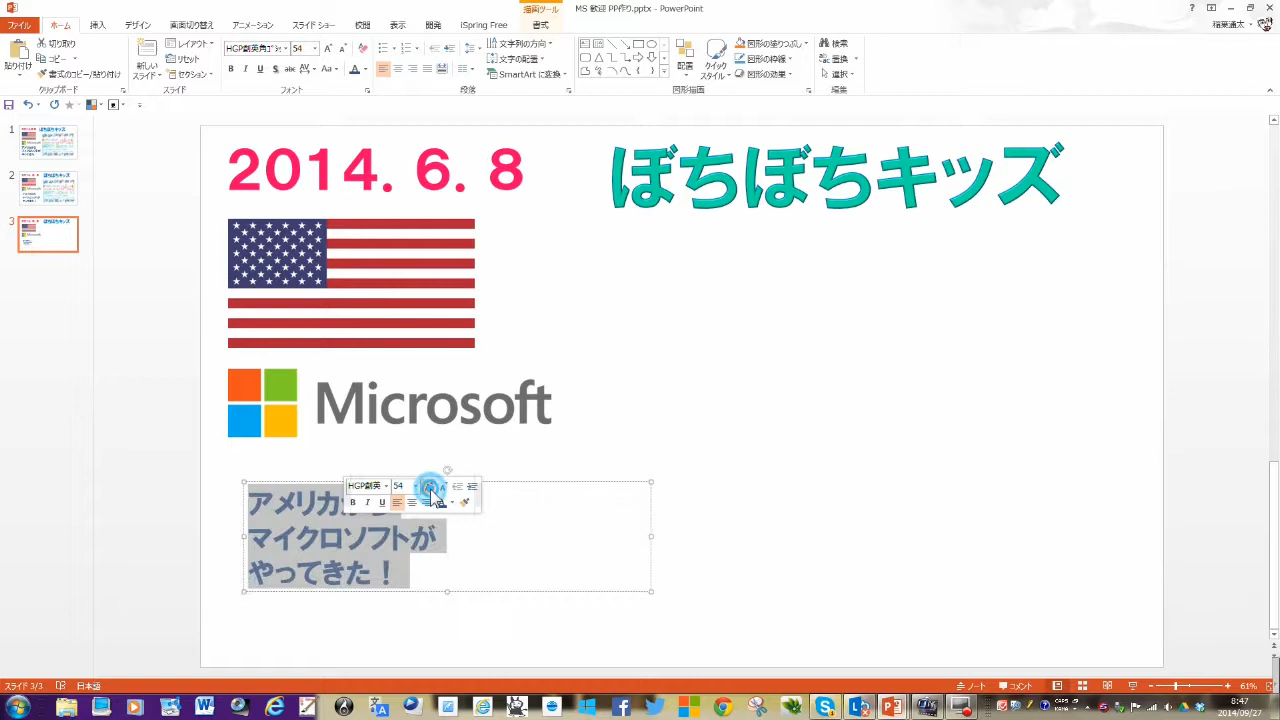 描画ツール
MS 歓迎 PP作り.pptx - PowerPoint
ファイル
ホーム
挿入
デザイン
画面切り替え
アニメーション
スライド ショー
校閲
表示
開発
iSpring Free
書式
貼り付け
切り取り
コピー
書式のコピー/貼り付け
クリップボード
新しい
スライド
レイアウト
リセット
セクション
スライド
HGP創英角ゴシ
54
フォント
文字列の方向
文字の配置
SmartArt に変換
段落
配置
クイック
スタイル
図形の塗りつぶし
図形の枠線
図形の効果
図形描画
検索
置換
選択
編集
1
2
3
2014.6.8
ぼちぼちキッズ
Microsoft
HGP創英
54
アメリカから
マイクロソフトが
やってきた！
スライド 3/3
日本語
ノート
コメント
61%
8:47
2014/09/27